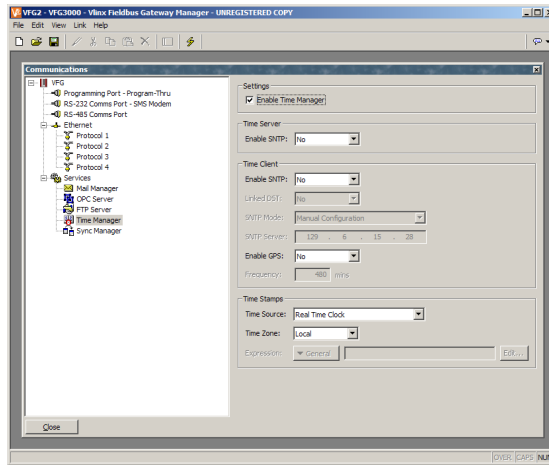 VFG2 - VFG3000 - Vlinx Fieldbus Gateway Manager - UNREGISTERED COPY
File Edit View Link Help
Communications
VFG
Programming Port - Program-Thru
RS-232 Comms Port - SMS Modem
RS-485 Comms Port
Ethernet
Protocol 1
Protocol 2
Protocol 3
Protocol 4
Services
Mail Manager
OPC Server
FTP Server
Time Manager
Sync Manager
Settings
Enable Time Manager
Time Server
Enable SNTP: No
Time Client
Enable SNTP: No
Linked DST: No
SNTP Mode: Manual Configuration
SNTP Server: 129 . 6 . 15 . 28
Enable GPS: No
Frequency: 480 mins
Time Stamps
Time Source: Real Time Clock
Time Zone: Local
Expression: General Edit...
Close
OVER, CAPS NUM